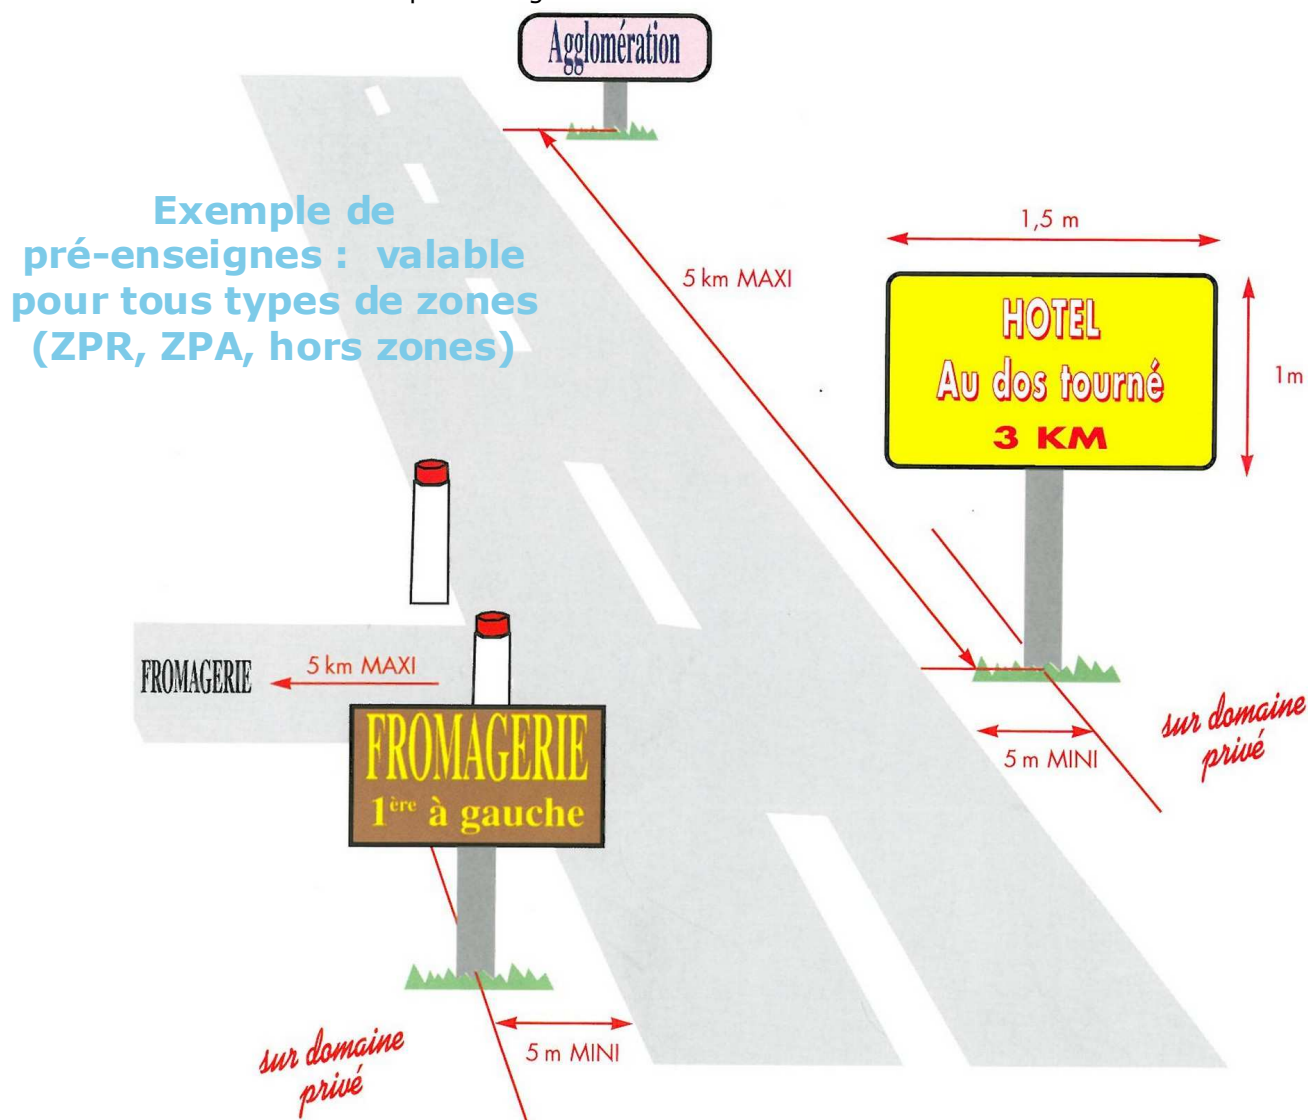 Agglomération
Exemple de
pré-enseignes : valable
pour tous types de zones
(ZPR, ZPA, hors zones)
1,5 m
5 km MAXI
HOTEL
Au dos tourné
3 KM
1 m
FROMAGERIE
5 km MAXI
sur domaine
privé
5 m MINI
FROMAGERIE
1ère à gauche
5 m MINI
sur domaine
privé